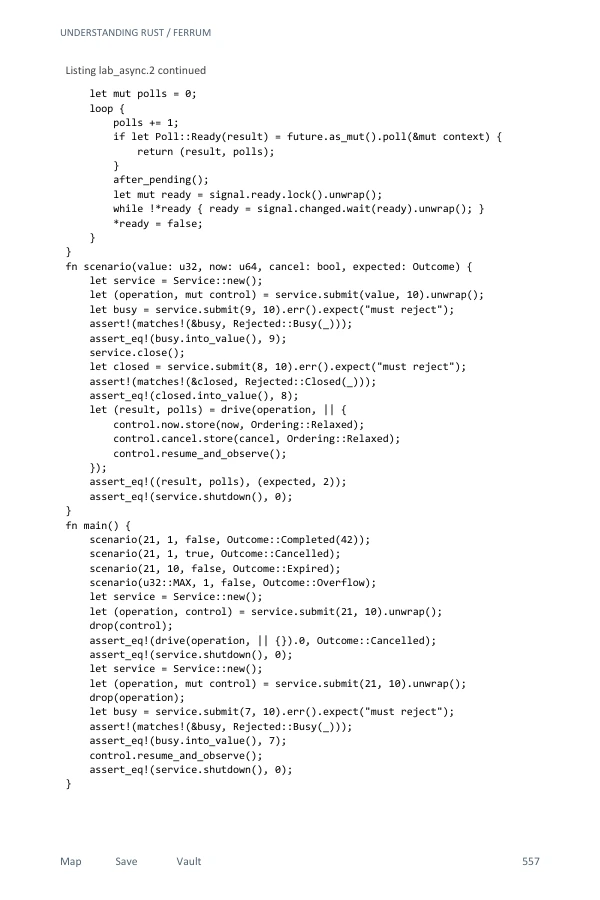 UNDERSTANDING RUST / FERRUM
Listing lab_async.2 continued
    let mut polls = 0;
    loop {
        polls += 1;
        if let Poll::Ready(result) = future.as_mut().poll(&mut context) {
            return (result, polls);
        }
        after_pending();
        let mut ready = signal.ready.lock().unwrap();
        while !*ready { ready = signal.changed.wait(ready).unwrap(); }
        *ready = false;
    }
}
fn scenario(value: u32, now: u64, cancel: bool, expected: Outcome) {
    let service = Service::new();
    let (operation, mut control) = service.submit(value, 10).unwrap();
    let busy = service.submit(9, 10).err().expect("must reject");
    assert!(matches!(&busy, Rejected::Busy(_)));
    assert_eq!(busy.into_value(), 9);
    service.close();
    let closed = service.submit(8, 10).err().expect("must reject");
    assert!(matches!(&closed, Rejected::Closed(_)));
    assert_eq!(closed.into_value(), 8);
    let (result, polls) = drive(operation, || {
        control.now.store(now, Ordering::Relaxed);
        control.cancel.store(cancel, Ordering::Relaxed);
        control.resume_and_observe();
    });
    assert_eq!((result, polls), (expected, 2));
    assert_eq!(service.shutdown(), 0);
}
fn main() {
    scenario(21, 1, false, Outcome::Completed(42));
    scenario(21, 1, true, Outcome::Cancelled);
    scenario(21, 10, false, Outcome::Expired);
    scenario(u32::MAX, 1, false, Outcome::Overflow);
    let service = Service::new();
    let (operation, control) = service.submit(21, 10).unwrap();
    drop(control);
    assert_eq!(drive(operation, || {}).0, Outcome::Cancelled);
    assert_eq!(service.shutdown(), 0);
    let service = Service::new();
    let (operation, mut control) = service.submit(21, 10).unwrap();
    drop(operation);
    let busy = service.submit(7, 10).err().expect("must reject");
    assert!(matches!(&busy, Rejected::Busy(_)));
    assert_eq!(busy.into_value(), 7);
    control.resume_and_observe();
    assert_eq!(service.shutdown(), 0);
}
Map Save Vault 557